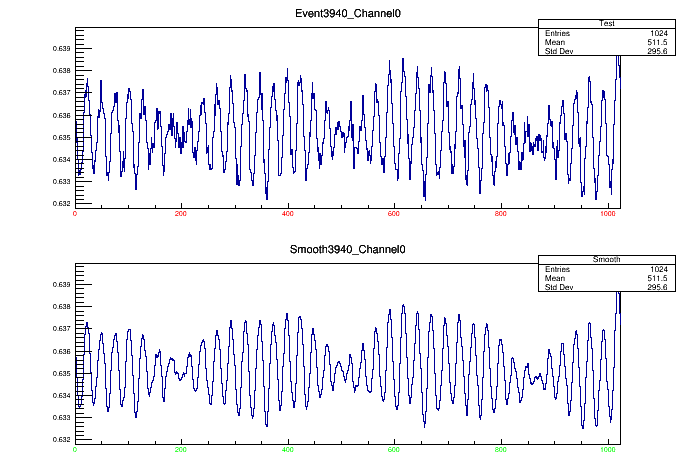 Event3940_Channel0
Test
Entries 1024
Mean 511.5
Std Dev 295.6
0.639
0.638
0.637
0.636
0.635
0.634
0.633
0.632
0 200 400 600 800 1000
Smooth3940_Channel0
Smooth
Entries 1024
Mean 511.5
Std Dev 295.6
0.639
0.638
0.637
0.636
0.635
0.634
0.633
0.632
0 200 400 600 800 1000